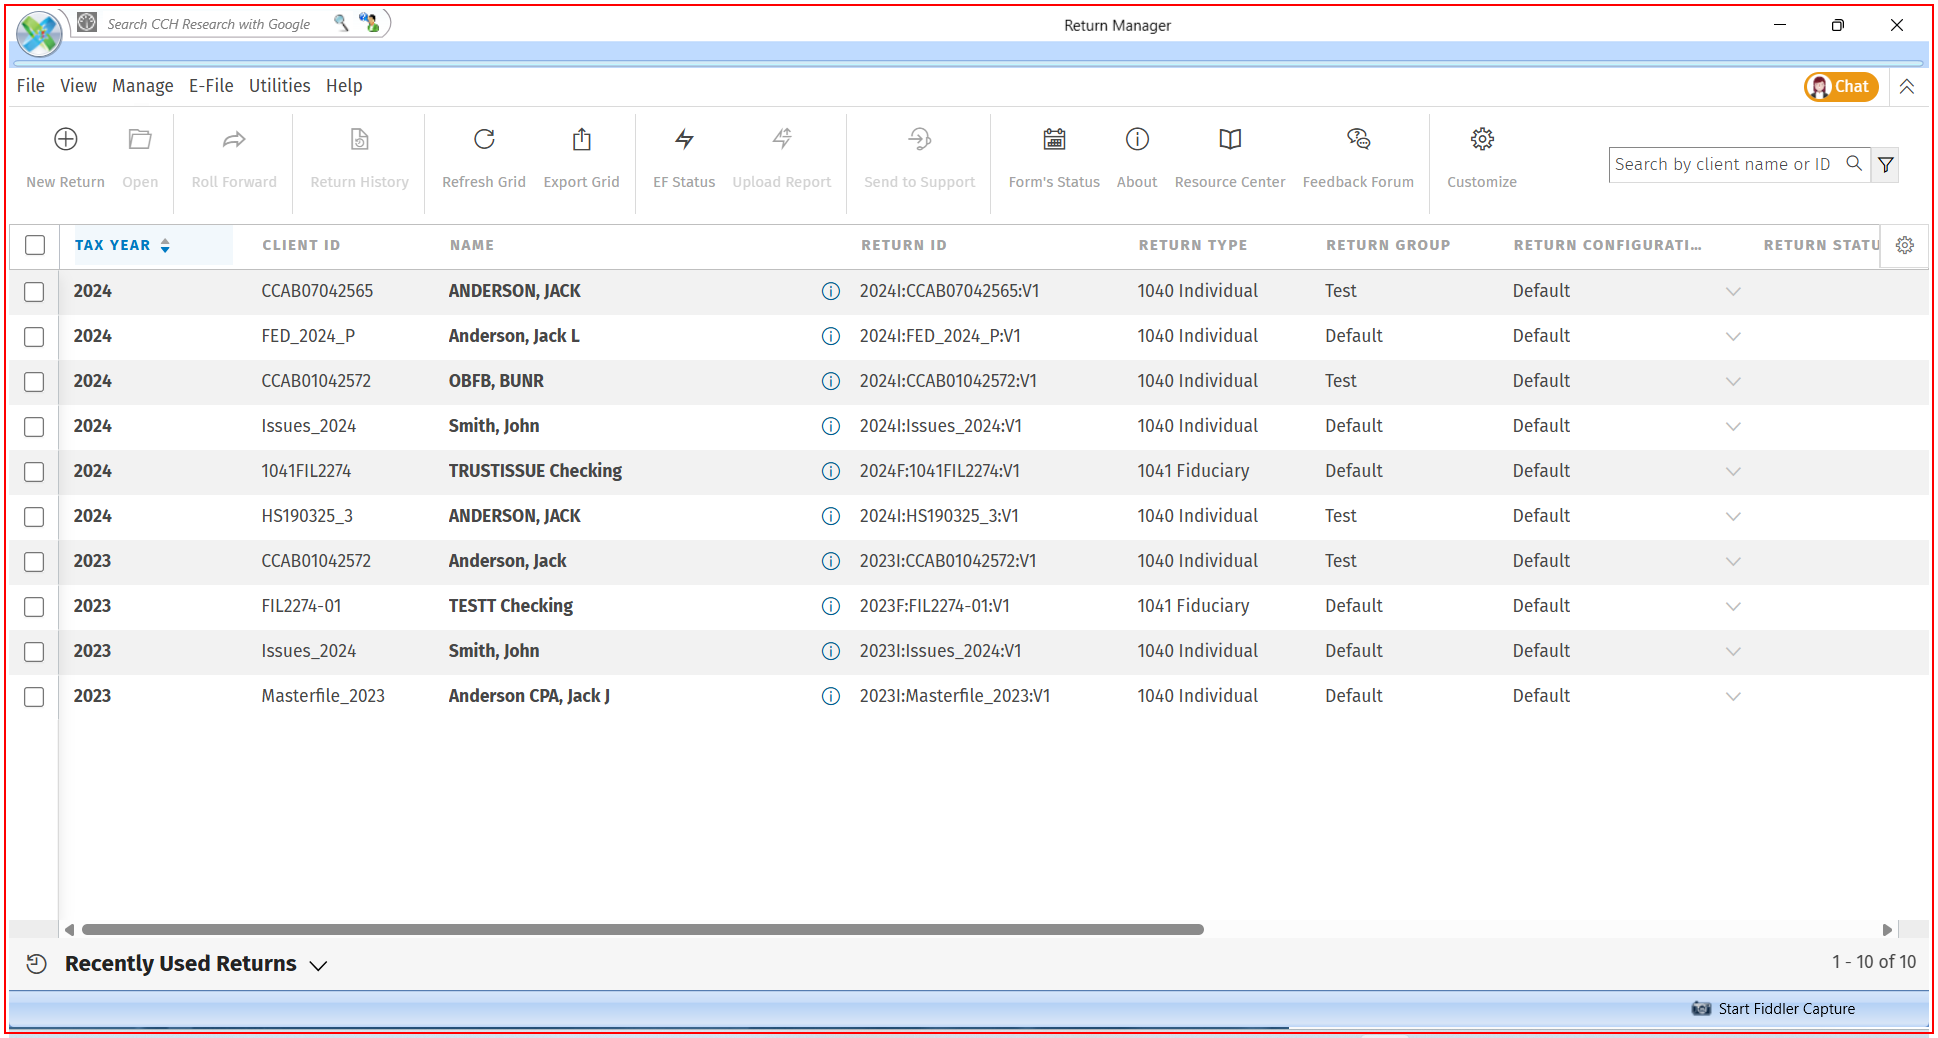 Search CCH Research with Google
Return Manager
File View Manage E-File Utilities Help
Chat
New Return Open Roll Forward Return History Refresh Grid Export Grid EF Status Upload Report Send to Support Form's Status About Resource Center Feedback Forum Customize
Search by client name or ID
TAX YEAR CLIENT ID NAME RETURN ID RETURN TYPE RETURN GROUP RETURN CONFIGURATI... RETURN STATU
2024 CCAB07042565 ANDERSON, JACK 2024I:CCAB07042565:V1 1040 Individual Test Default
2024 FED_2024_P Anderson, Jack L 2024I:FED_2024_P:V1 1040 Individual Default Default
2024 CCAB01042572 OBFB, BUNR 2024I:CCAB01042572:V1 1040 Individual Test Default
2024 Issues_2024 Smith, John 2024I:Issues_2024:V1 1040 Individual Default Default
2024 1041FIL2274 TRUSTISSUE Checking 2024F:1041FIL2274:V1 1041 Fiduciary Default Default
2024 HS190325_3 ANDERSON, JACK 2024I:HS190325_3:V1 1040 Individual Test Default
2023 CCAB01042572 Anderson, Jack 2023I:CCAB01042572:V1 1040 Individual Test Default
2023 FIL2274-01 TESTT Checking 2023F:FIL2274-01:V1 1041 Fiduciary Default Default
2023 Issues_2024 Smith, John 2023I:Issues_2024:V1 1040 Individual Default Default
2023 Masterfile_2023 Anderson CPA, Jack J 2023I:Masterfile_2023:V1 1040 Individual Default Default
Recently Used Returns
1 - 10 of 10
Start Fiddler Capture